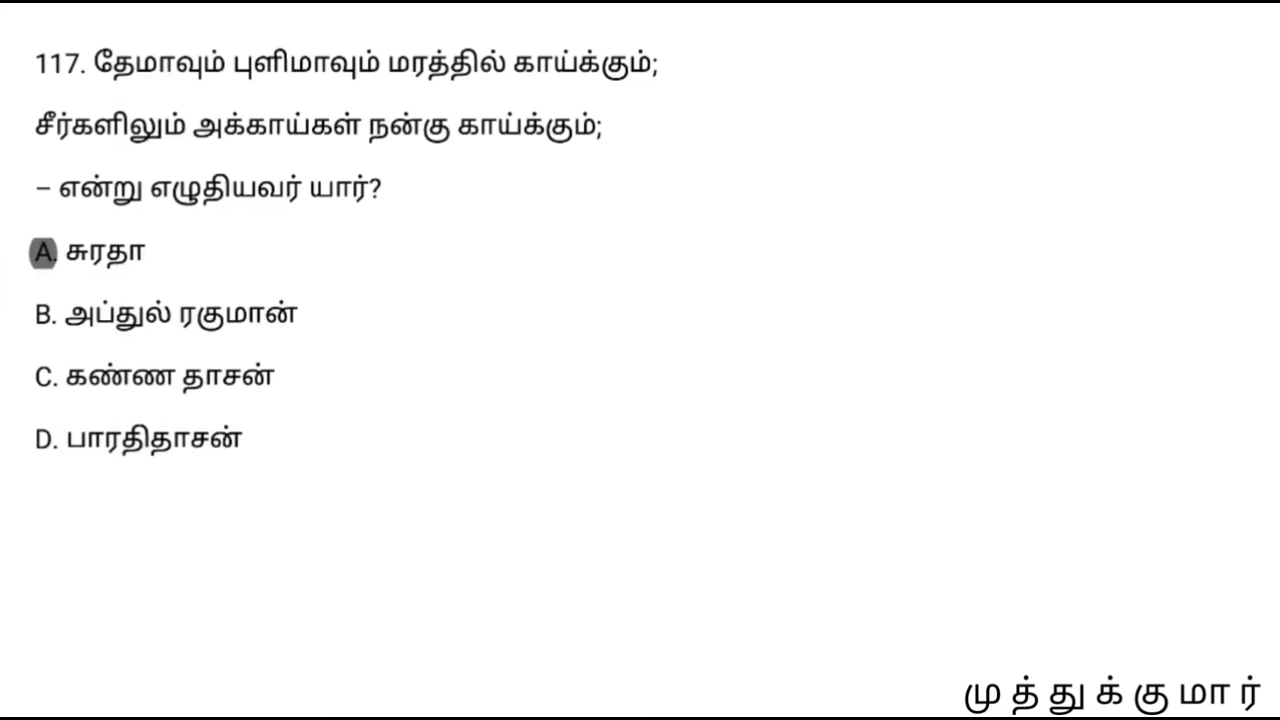 117. தேமாவும் புளிமாவும் மரத்தில் காய்க்கும்;
சீர்களிலும் அக்காய்கள் நன்கு காய்க்கும்;
– என்று எழுதியவர் யார்?
A. சுரதா
B. அப்துல் ரகுமான்
C. கண்ண தாசன்
D. பாரதிதாசன்
மு த் து க் கு மா ர்